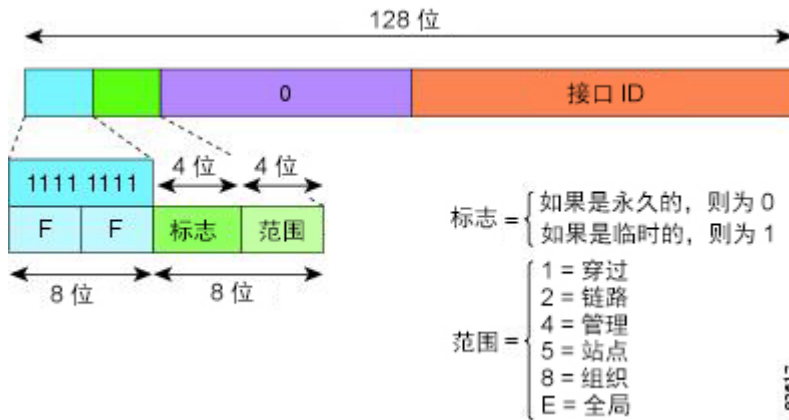 128 位
0
接口 ID
4 位
4 位
1111 1111
F
F
标志
范围
8 位
8 位
标志 =
如果是永久的，则为 0
如果是临时的，则为 1
范围 =
1 = 穿过
2 = 链路
4 = 管理
5 = 站点
8 = 组织
E = 全局